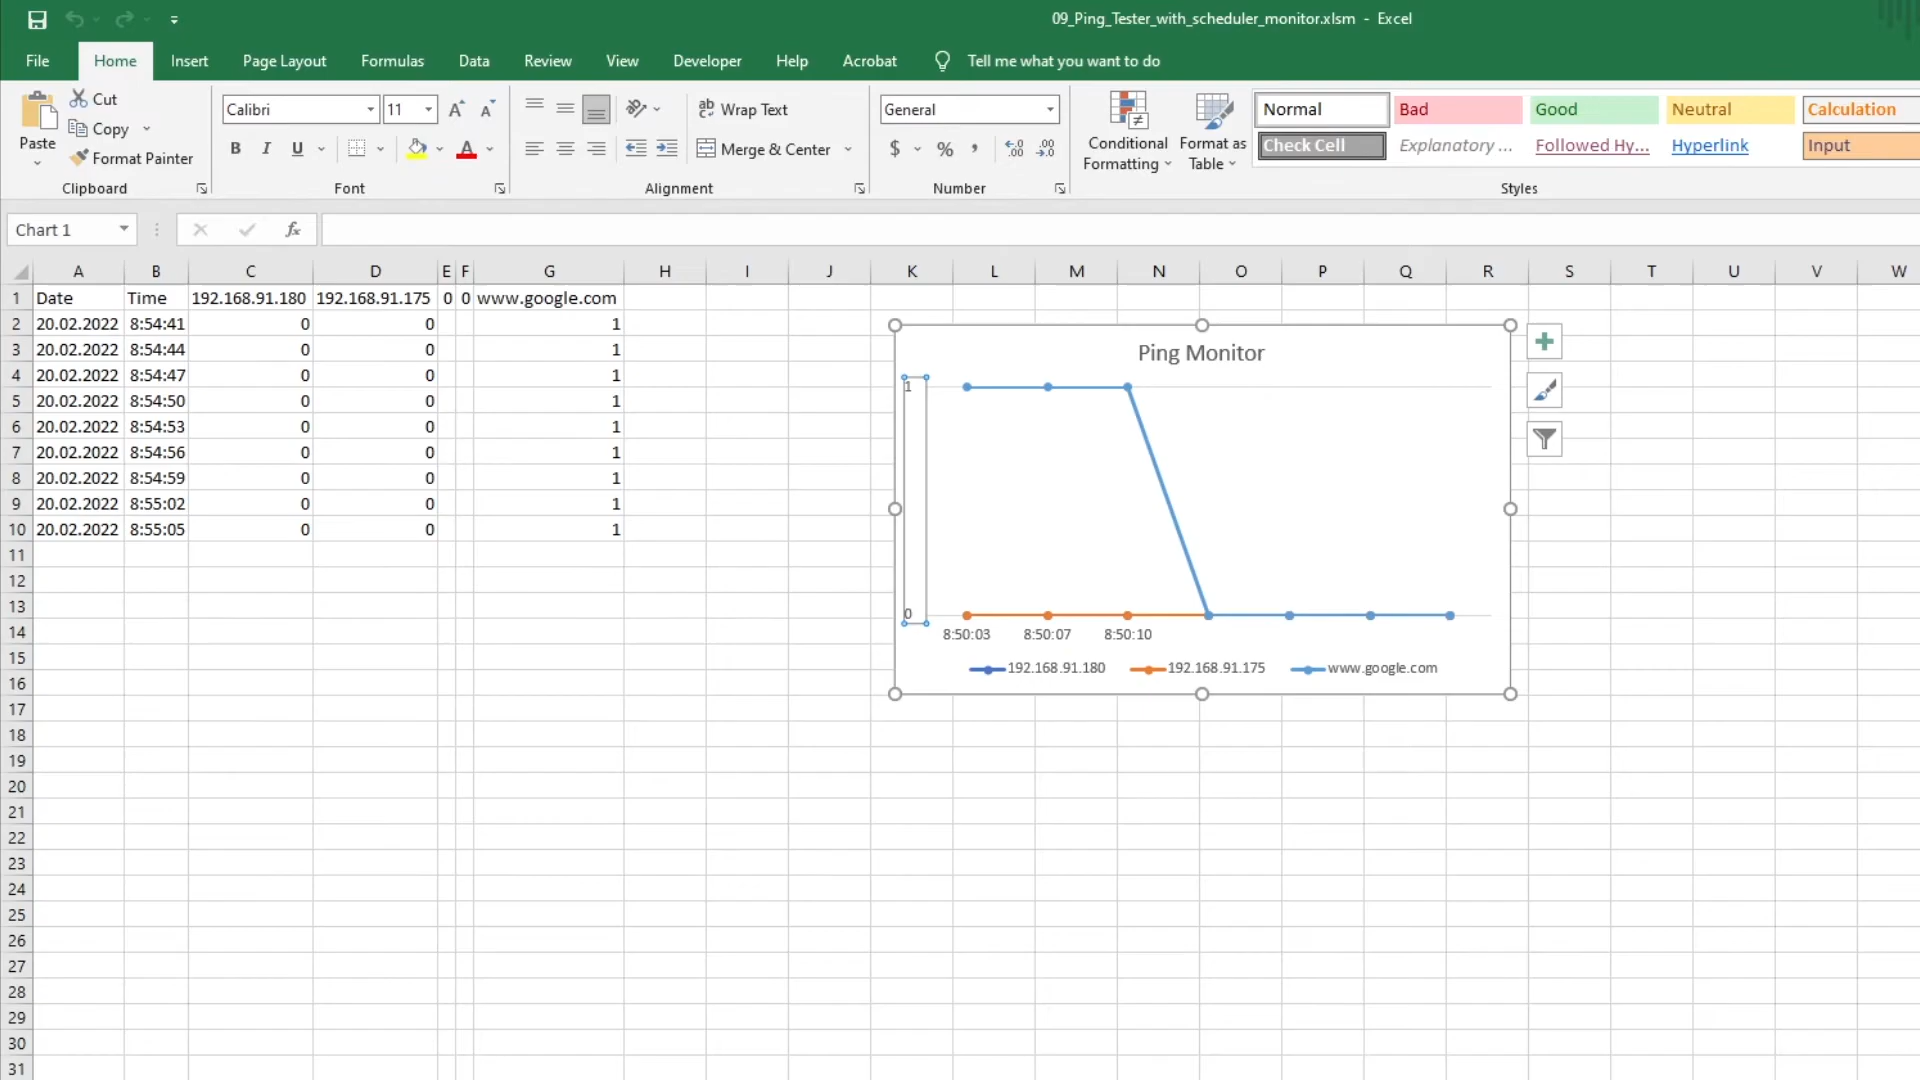 09_Ping_Tester_with_scheduler_monitor.xlsm - Excel
File Home Insert Page Layout Formulas Data Review View Developer Help Acrobat Tell me what you want to do
Paste
Cut
Copy
Format Painter
Clipboard
Calibri 11
B I U A
Font
Wrap Text
Merge & Center
Alignment
General
$ % ,
Number
Conditional Formatting
Format as Table
Normal Bad Good Neutral Calculation
Check Cell Explanatory ... Followed Hy... Hyperlink Input
Styles
Chart 1 fx
A B C D E F G H I J K L M N O P Q R S T U V W
1 Date Time 192.168.91.180 192.168.91.175 0 0 www.google.com
2 20.02.2022 8:54:41 0 0 1
3 20.02.2022 8:54:44 0 0 1
4 20.02.2022 8:54:47 0 0 1
5 20.02.2022 8:54:50 0 0 1
6 20.02.2022 8:54:53 0 0 1
7 20.02.2022 8:54:56 0 0 1
8 20.02.2022 8:54:59 0 0 1
9 20.02.2022 8:55:02 0 0 1
10 20.02.2022 8:55:05 0 0 1
11
12
13
14
15
16
17
18
19
20
21
22
23
24
25
26
27
28
29
30
31
Ping Monitor
1
0
8:50:03 8:50:07 8:50:10
192.168.91.180 192.168.91.175 www.google.com